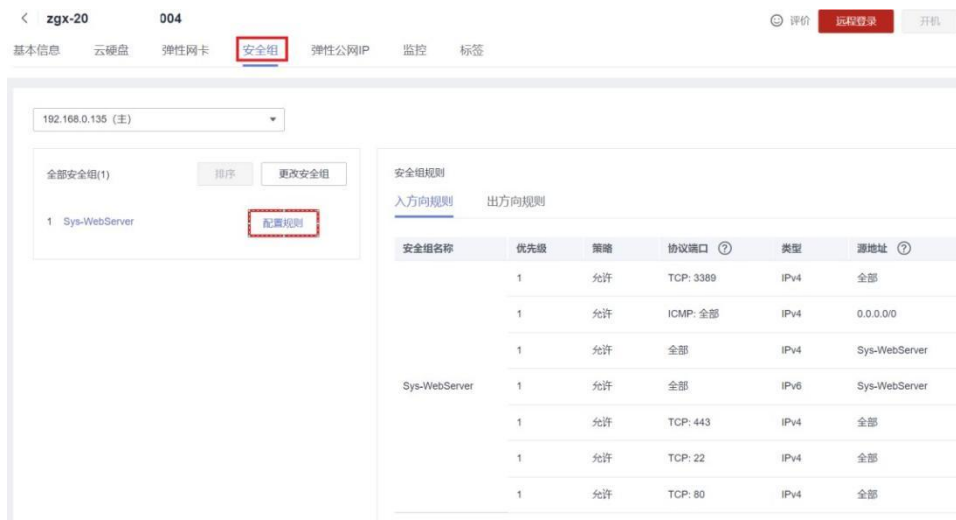 zgx-20 004
评价 远程登录 开机
基本信息 云硬盘 弹性网卡 安全组 弹性公网IP 监控 标签
192.168.0.135 (主)
全部安全组(1) 排序 更改安全组
1 Sys-WebServer 配置规则
安全组规则
入方向规则 出方向规则
安全组名称 优先级 策略 协议端口 类型 源地址
1 允许 TCP: 3389 IPv4 全部
1 允许 ICMP: 全部 IPv4 0.0.0.0/0
1 允许 全部 IPv4 Sys-WebServer
Sys-WebServer 1 允许 全部 IPv6 Sys-WebServer
1 允许 TCP: 443 IPv4 全部
1 允许 TCP: 22 IPv4 全部
1 允许 TCP: 80 IPv4 全部